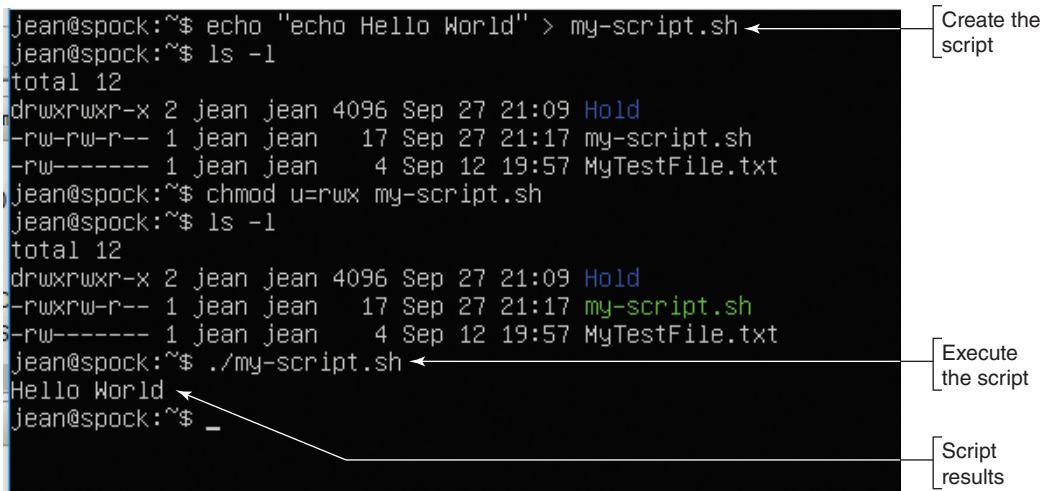 jean@spock:~$ echo "echo Hello World" > my-script.sh
jean@spock:~$ ls -l
total 12
drwxrwxr-x 2 jean jean 4096 Sep 27 21:09 Hold
-rw-rw-r-- 1 jean jean   17 Sep 27 21:17 my-script.sh
-rw------- 1 jean jean    4 Sep 12 19:57 MyTestFile.txt
jean@spock:~$ chmod u=rwx my-script.sh
jean@spock:~$ ls -l
total 12
drwxrwxr-x 2 jean jean 4096 Sep 27 21:09 Hold
-rwxrw-r-- 1 jean jean   17 Sep 27 21:17 my-script.sh
-rw------- 1 jean jean    4 Sep 12 19:57 MyTestFile.txt
jean@spock:~$ ./my-script.sh
Hello World
jean@spock:~$ _
Create the
script
Execute
the script
Script
results